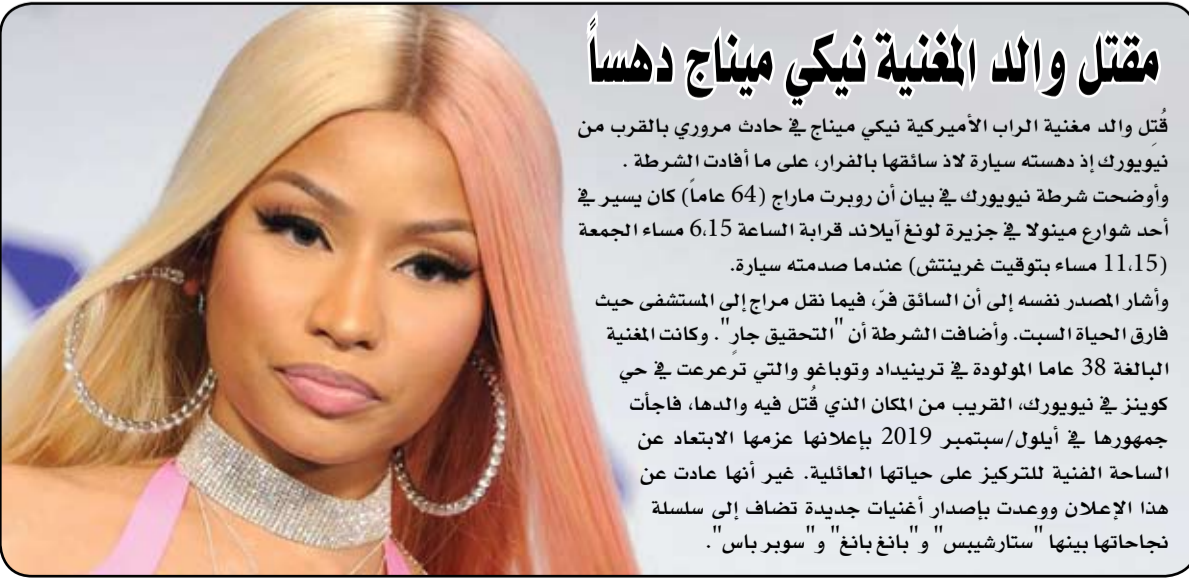 مقتل والد المغنية نيكي ميناج دهساً
قُتِل والد مغنية الراب الأميركية نيكي ميناج في حادث مروري بالقرب من
نيويورك إذ دهسته سيارة لاذ سائقها بالفرار، على ما أفادت الشرطة .
وأوضحت شرطة نيويورك في بيان أن روبرت ماراج (64 عاماً) كان يسير في
أحد شوارع مينولا في جزيرة لونغ آيلاند قرابة الساعة 6،15 مساء الجمعة
(11،15 مساء بتوقيت غرينتش) عندما صدمته سيارة.
وأشار المصدر نفسه إلى أن السائق فرّ، فيما نقل مراج إلى المستشفى حيث
فارق الحياة السبت. وأضافت الشرطة أن "التحقيق جارٍ". وكانت المغنية
البالغة 38 عاما المولودة في ترينيداد وتوباغو والتي ترعرعت في حي
كوينز في نيويورك، القريب من المكان الذي قُتل فيه والدها، فاجأت
جمهورها في أيلول/سبتمبر 2019 بإعلانها عزمها الابتعاد عن
الساحة الفنية للتركيز على حياتها العائلية. غير أنها عادت عن
هذا الإعلان ووعدت بإصدار أغنيات جديدة تضاف إلى سلسلة
نجاحاتها بينها "ستارشيبس" و"بانغ بانغ" و"سوبر باس".